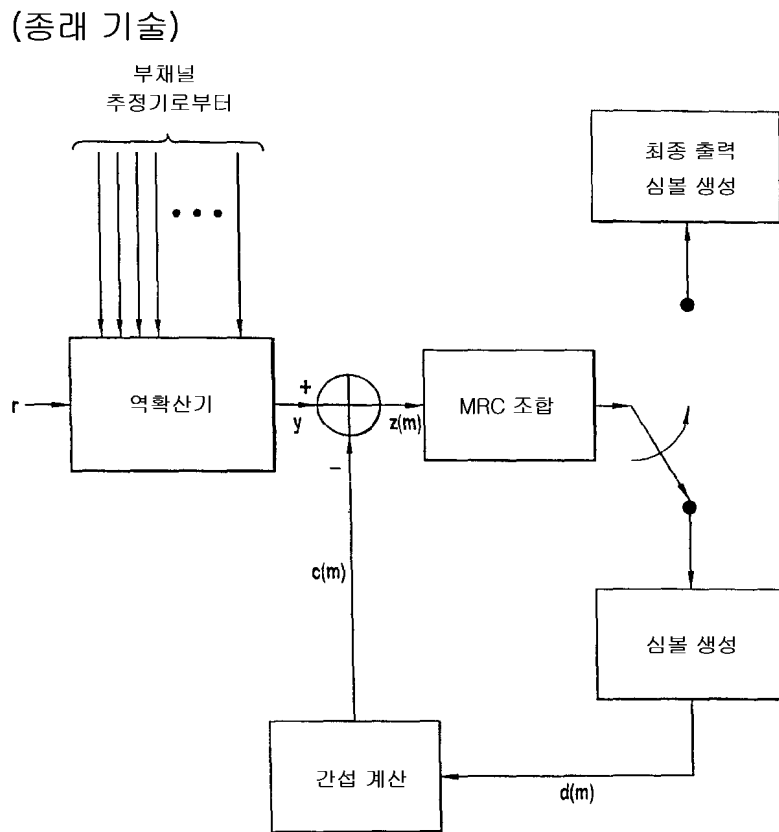 (종래 기술)
부채널
추정기로부터
최종 출력
심볼 생성
r
역확산기
+
y
−
z(m)
MRC 조합
c(m)
심볼 생성
간섭 계산
d(m)